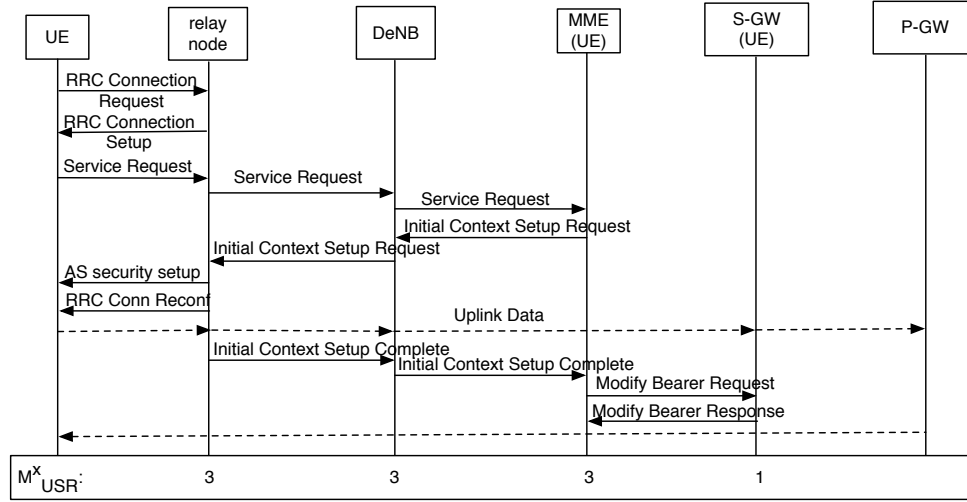 UE
relay
node
DeNB
MME
(UE)
S-GW
(UE)
P-GW
RRC Connection
Request
RRC Connection
Setup
Service Request
Service Request
Service Request
Initial Context Setup Request
Initial Context Setup Request
AS security setup
RRC Conn Reconf
Uplink Data
Initial Context Setup Complete
Initial Context Setup Complete
Modify Bearer Request
Modify Bearer Response
M^X_USR: 3 3 3 1